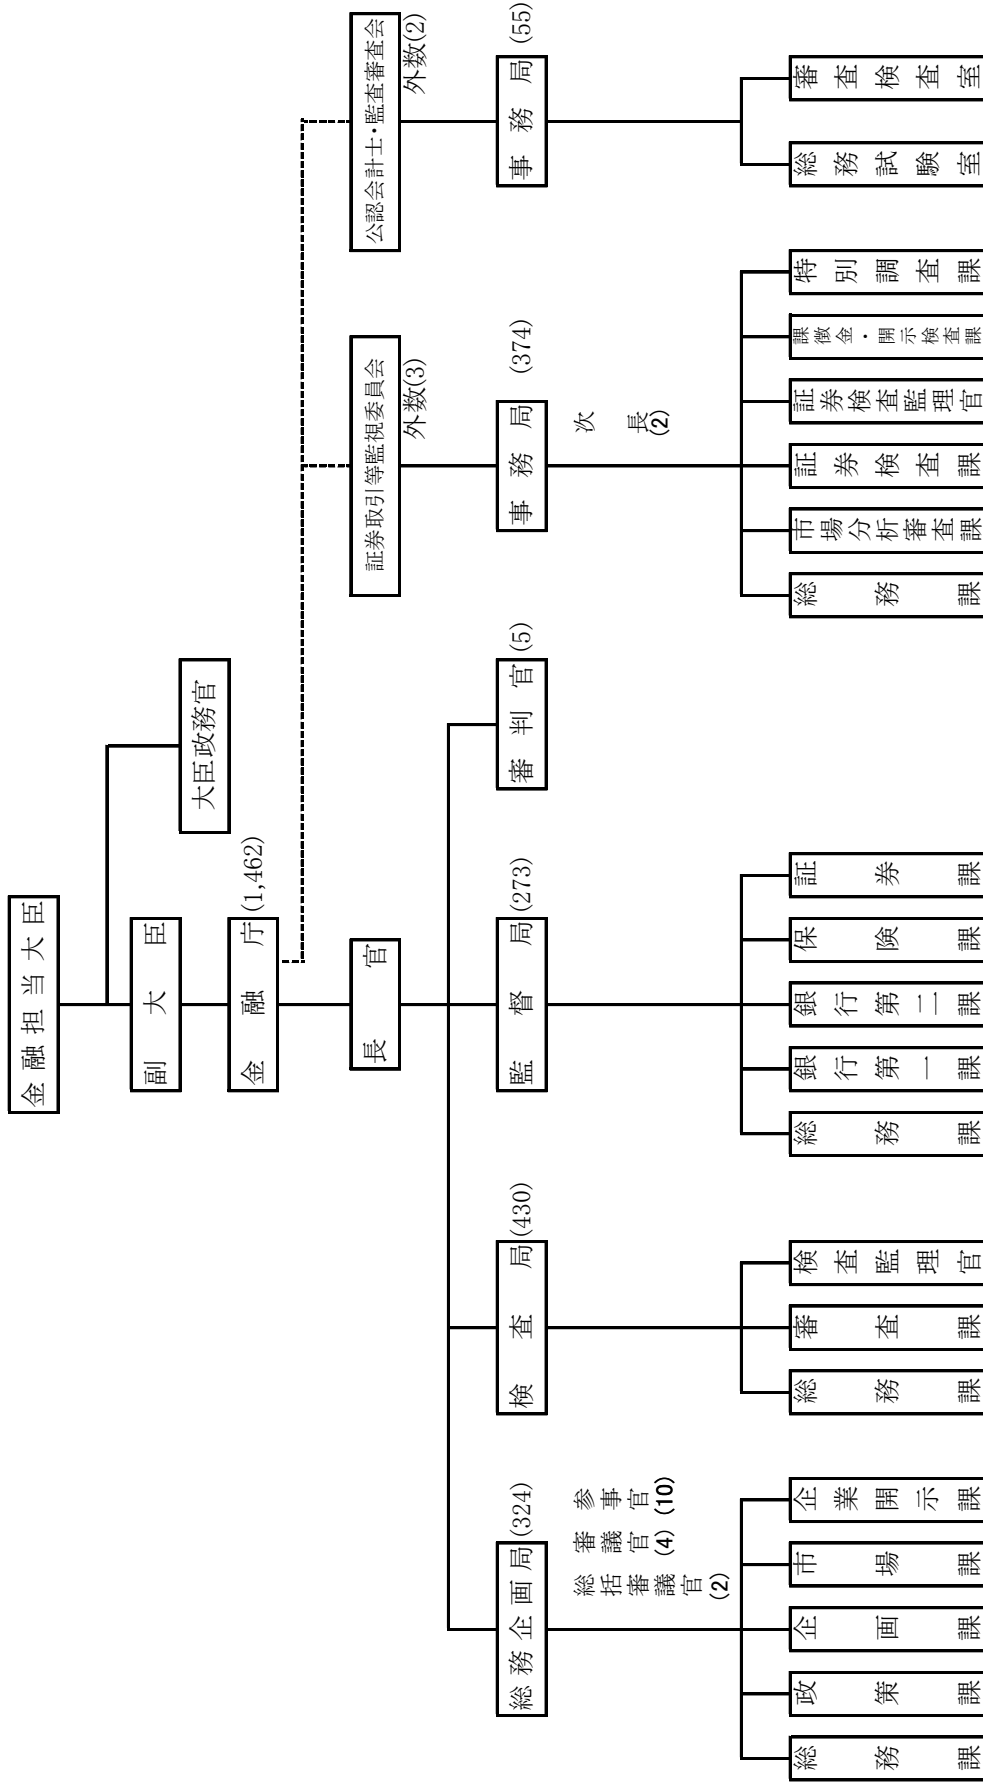 金融担当大臣
副大臣
大臣政務官
金融庁 (1,462)
長官
証券取引等監視委員会
外数(3)
公認会計士・監査審査会
外数(2)
総務企画局 (324)
検査局 (430)
監督局 (273)
審判官 (5)
事務局 (374)
事務局 (55)
総括審議官(2)
審議官(4)
参事官(10)
次長(2)
総務課
政策課
企画課
市場課
企業開示課
総務課
審査課
検査監理官
総務課
銀行第一課
銀行第二課
保険課
証券課
総務課
市場分析審査課
証券検査課
証券検査監理官
課徴金・開示検査課
特別調査課
総務試験室
審査検査室